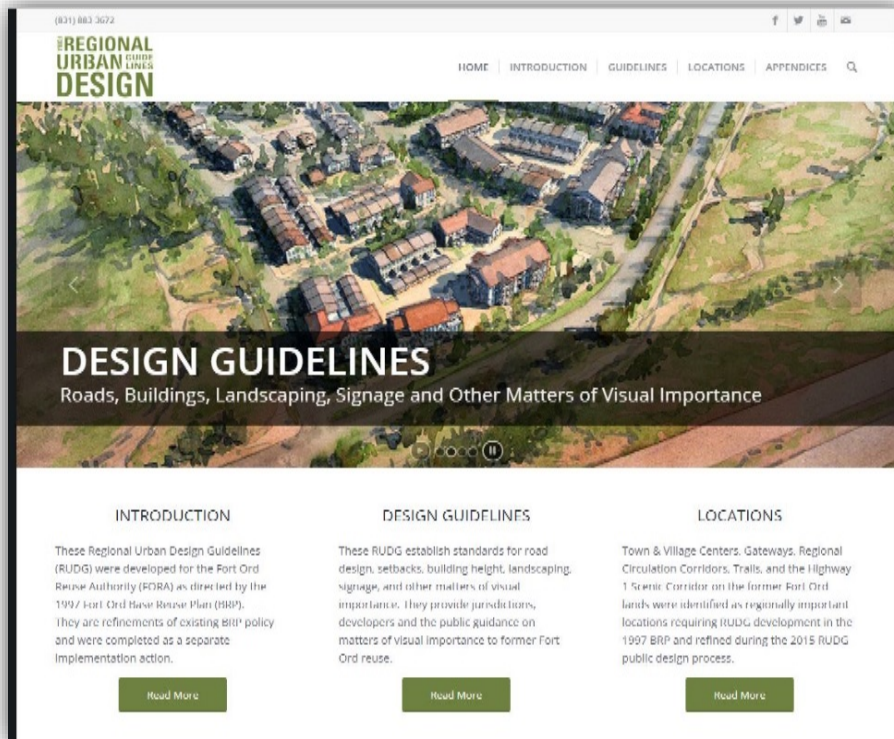 (831) 883-3672
FORA REGIONAL
URBAN GUIDE LINES
DESIGN
HOME INTRODUCTION GUIDELINES LOCATIONS APPENDICES
DESIGN GUIDELINES
Roads, Buildings, Landscaping, Signage and Other Matters of Visual Importance
INTRODUCTION
These Regional Urban Design Guidelines
(RUDG) were developed for the Fort Ord
Reuse Authority (FORA) as directed by the
1997 Fort Ord Base Reuse Plan (BRP).
They are refinements of existing BRP policy
and were completed as a separate
implementation action.
Read More
DESIGN GUIDELINES
These RUDG establish standards for road
design, setbacks, building height, landscaping,
signage, and other matters of visual
importance. They provide jurisdictions,
developers and the public guidance on
matters of visual importance to former Fort
Ord reuse.
Read More
LOCATIONS
Town & Village Centers, Gateways, Regional
Circulation Corridors, Trails, and the Highway
1 Scenic Corridor on the former Fort Ord
lands were identified as regionally important
locations requiring RUDG development in the
1997 BRP and refined during the 2015 RUDG
public design process.
Read More